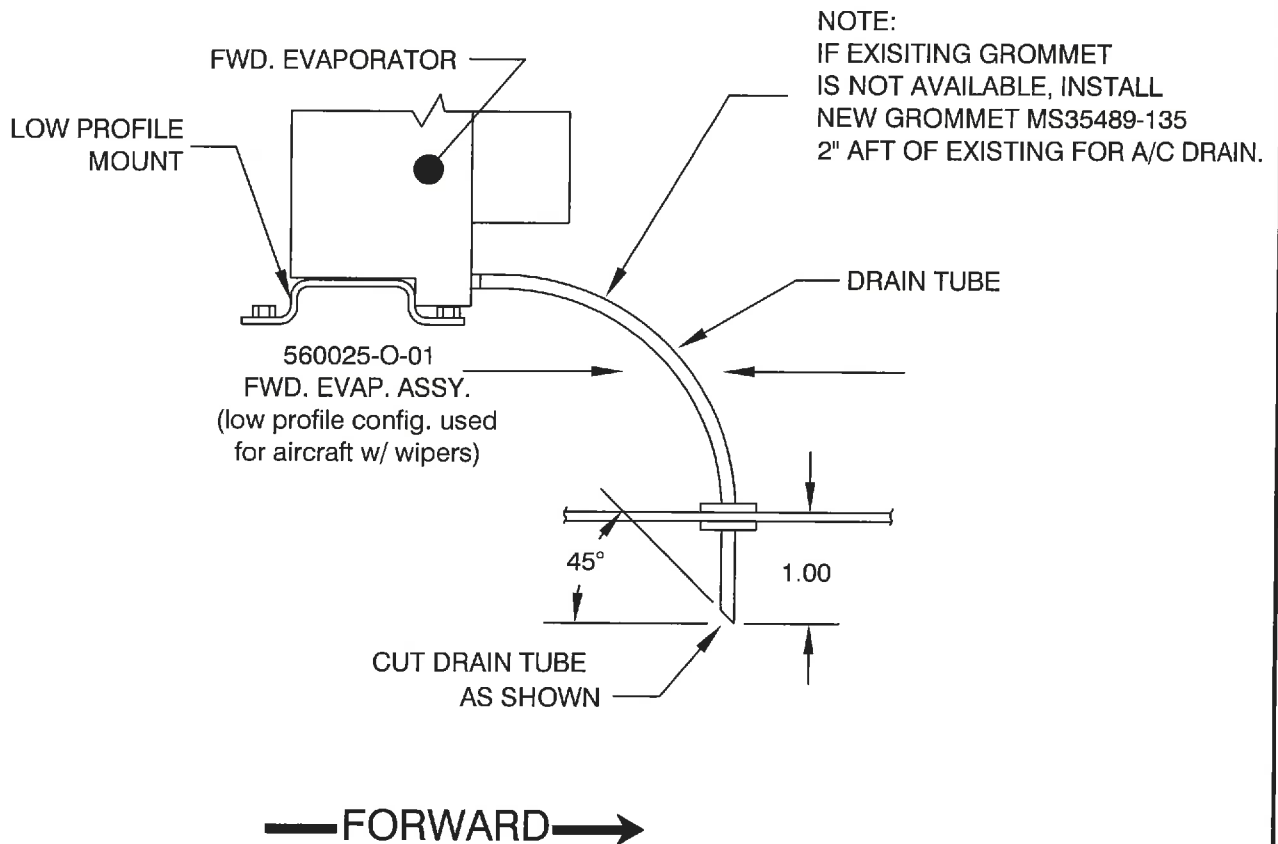 NOTE:
IF EXISITING GROMMET
IS NOT AVAILABLE, INSTALL
NEW GROMMET MS35489-135
2" AFT OF EXISTING FOR A/C DRAIN.
FWD. EVAPORATOR
LOW PROFILE
MOUNT
DRAIN TUBE
560025-O-01
FWD. EVAP. ASSY.
(low profile config. used
for aircraft w/ wipers)
45°
1.00
CUT DRAIN TUBE
AS SHOWN
FORWARD